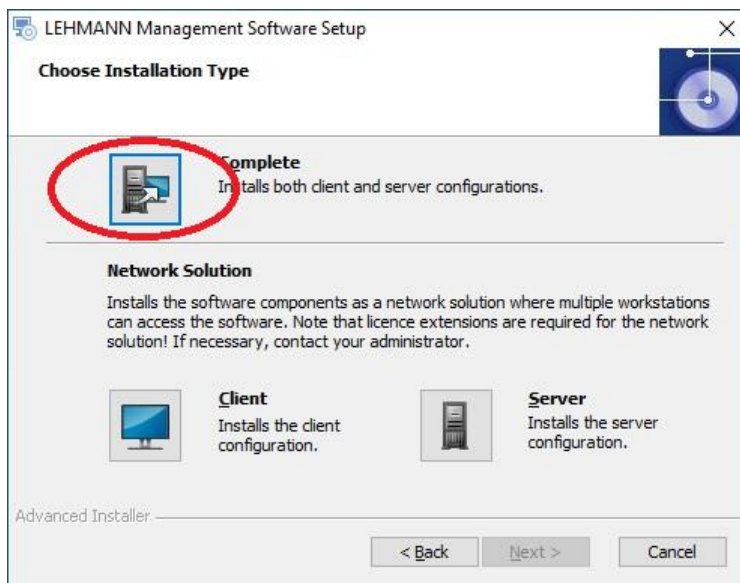 LEHMANN Management Software Setup
Choose Installation Type
Complete
Installs both client and server configurations.
Network Solution
Installs the software components as a network solution where multiple workstations
can access the software. Note that licence extensions are required for the network
solution! If necessary, contact your administrator.
Client
Installs the client
configuration.
Server
Installs the server
configuration.
Advanced Installer
< Back
Next >
Cancel